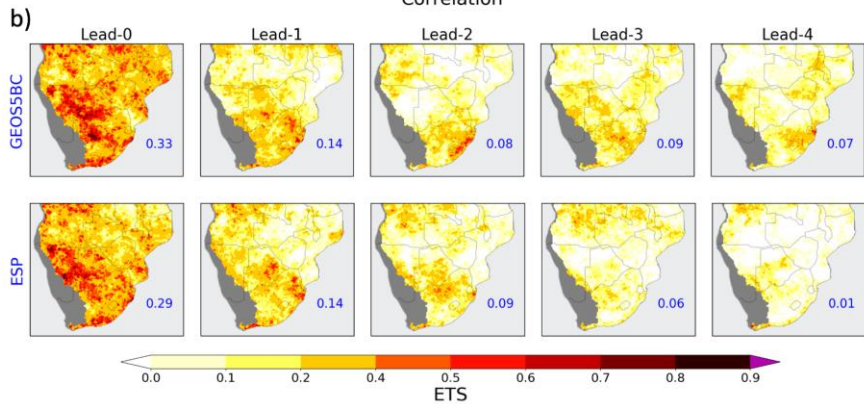 Correlation
b)
Lead-0 Lead-1 Lead-2 Lead-3 Lead-4
GEOS5BC
0.33 0.14 0.08 0.09 0.07
ESP
0.29 0.14 0.09 0.06 0.01
0.0 0.1 0.2 0.4 0.5 0.6 0.7 0.8 0.9
ETS